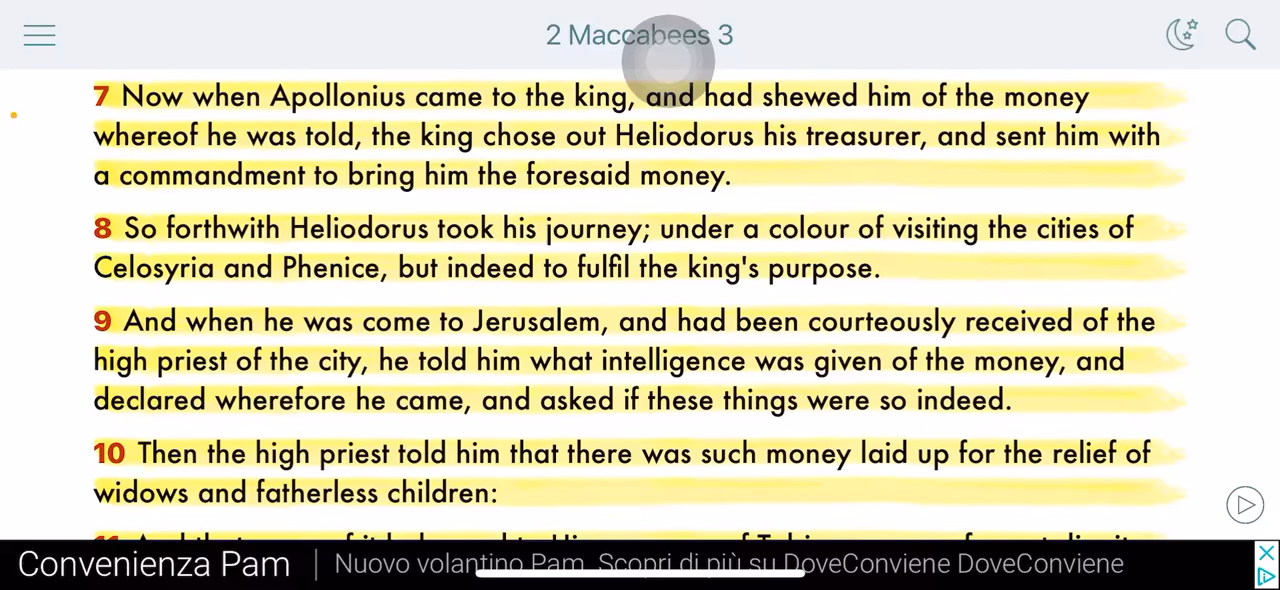 2 Maccabees 3
7 Now when Apollonius came to the king, and had shewed him of the money
whereof he was told, the king chose out Heliodorus his treasurer, and sent him with
a commandment to bring him the foresaid money.
8 So forthwith Heliodorus took his journey; under a colour of visiting the cities of
Celosyria and Phenice, but indeed to fulfil the king's purpose.
9 And when he was come to Jerusalem, and had been courteously received of the
high priest of the city, he told him what intelligence was given of the money, and
declared wherefore he came, and asked if these things were so indeed.
10 Then the high priest told him that there was such money laid up for the relief of
widows and fatherless children:
Convenienza Pam
Nuovo volantino Pam. Scopri di più su DoveConviene DoveConviene